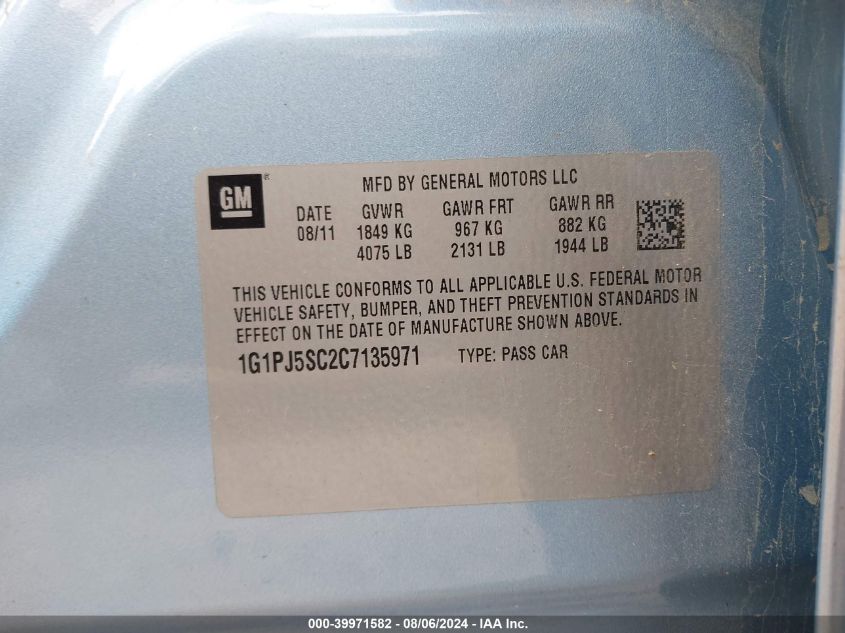 GM ®
MFD BY GENERAL MOTORS LLC
DATE GVWR GAWR FRT GAWR RR
08/11 1849 KG 967 KG 882 KG
4075 LB 2131 LB 1944 LB
THIS VEHICLE CONFORMS TO ALL APPLICABLE U.S. FEDERAL MOTOR
VEHICLE SAFETY, BUMPER, AND THEFT PREVENTION STANDARDS IN
EFFECT ON THE DATE OF MANUFACTURE SHOWN ABOVE.
1G1PJ5SC2C7135971 TYPE: PASS CAR
000-39971582 - 08/06/2024 - IAA Inc.